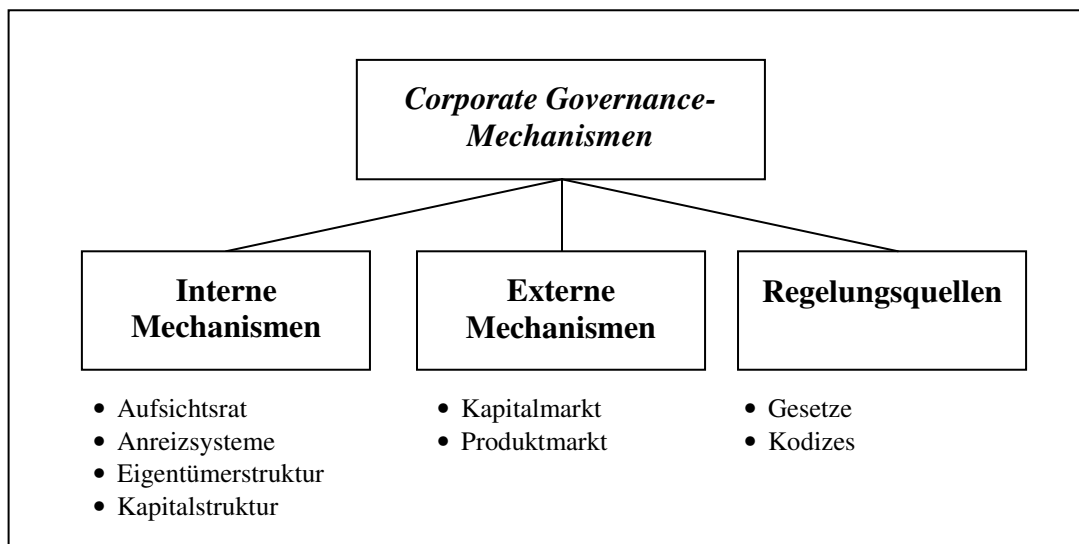 Corporate Governance-
Mechanismen
Interne
Mechanismen
Externe
Mechanismen
Regelungsquellen
• Aufsichtsrat
• Anreizsysteme
• Eigentümerstruktur
• Kapitalstruktur
• Kapitalmarkt
• Produktmarkt
• Gesetze
• Kodizes